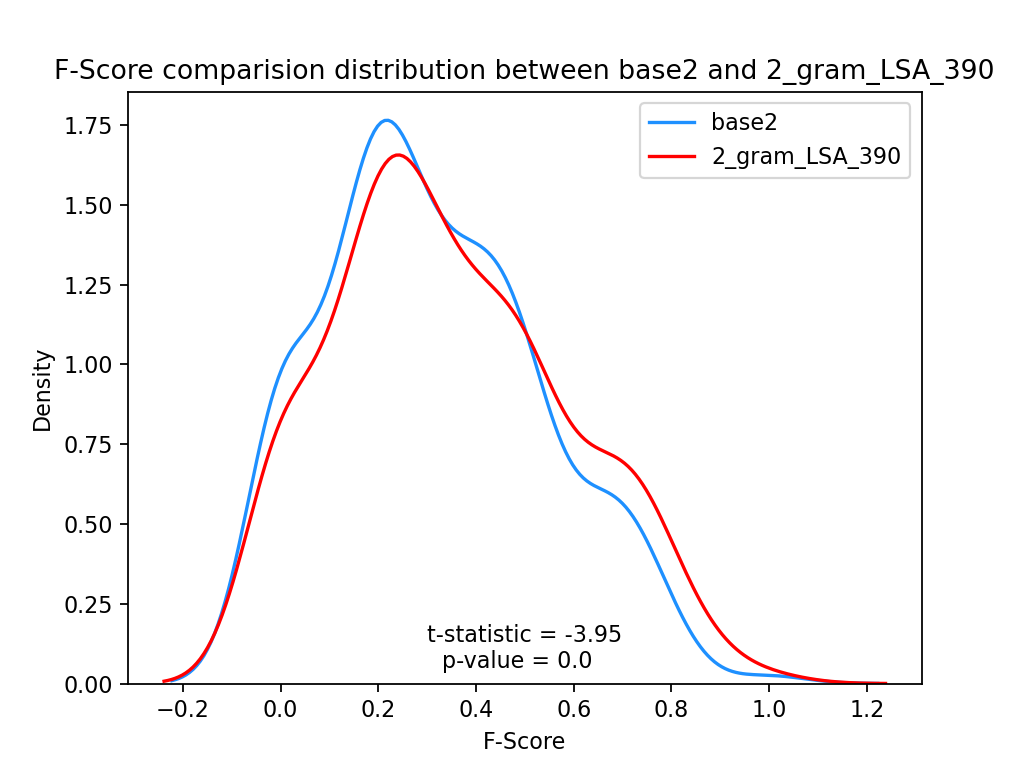 F-Score comparision distribution between base2 and 2_gram_LSA_390
base2
2_gram_LSA_390
1.75
1.50
1.25
1.00
0.75
0.50
0.25
0.00
Density
t-statistic = -3.95
p-value = 0.0
−0.2 0.0 0.2 0.4 0.6 0.8 1.0 1.2
F-Score